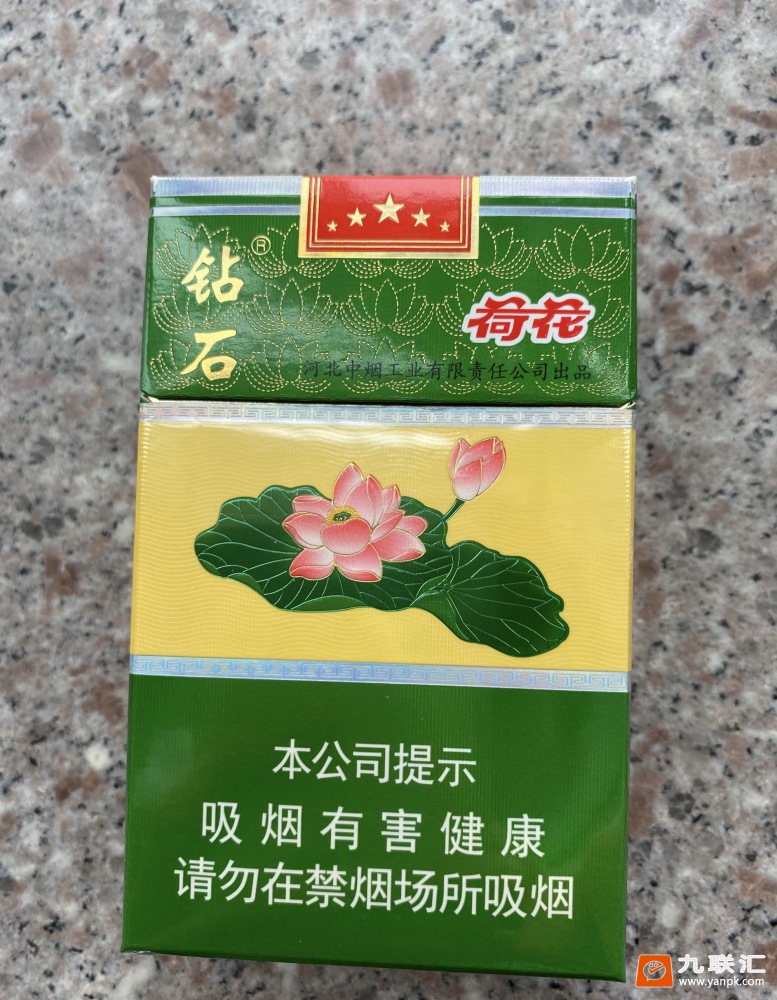 钻石®
荷花
河北中烟工业有限责任公司出品
本公司提示
吸烟有害健康
请勿在禁烟场所吸烟
九联汇
www.yanpk.com